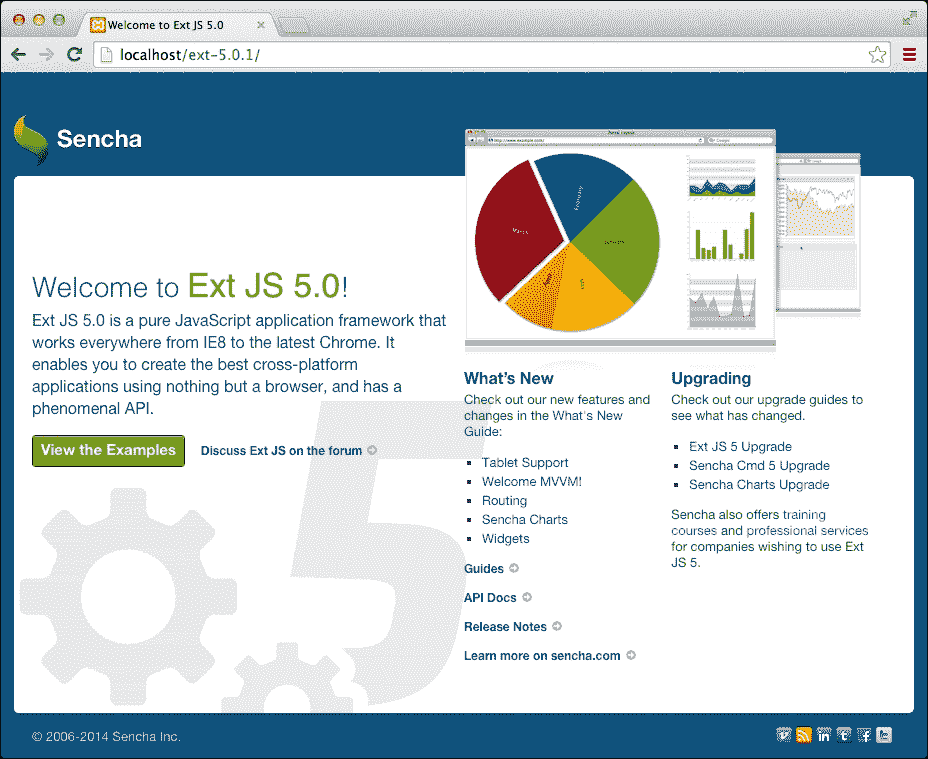 Welcome to Ext JS 5.0
localhost/ext-5.0.1/
Sencha
Welcome to Ext JS 5.0!
Ext JS 5.0 is a pure JavaScript application framework that
works everywhere from IE8 to the latest Chrome. It
enables you to create the best cross-platform
applications using nothing but a browser, and has a
phenomenal API.
View the Examples
Discuss Ext JS on the forum
5
What's New
Check out our new features and
changes in the What's New
Guide:
Tablet Support
Welcome MVVM!
Routing
Sencha Charts
Widgets
Guides
API Docs
Release Notes
Learn more on sencha.com
Upgrading
Check out our upgrade guides to
see what has changed.
Ext JS 5 Upgrade
Sencha Cmd 5 Upgrade
Sencha Charts Upgrade
Sencha also offers training
courses and professional services
for companies wishing to use Ext
JS 5.
© 2006-2014 Sencha Inc.